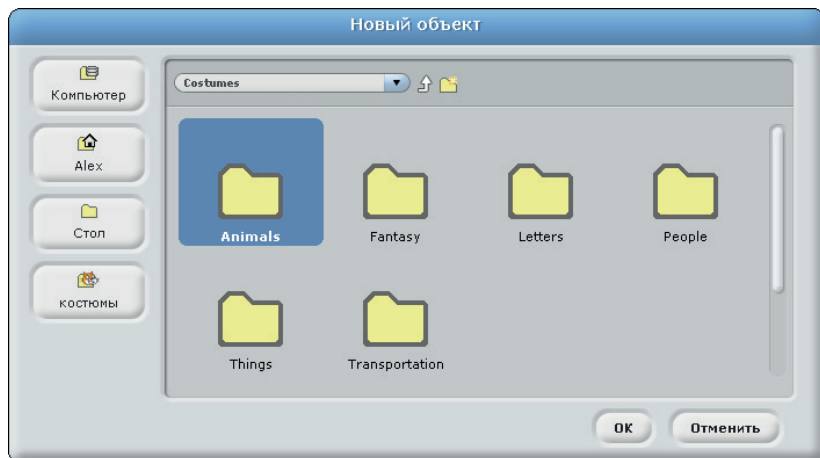 Новый объект
Компьютер
Alex
Стол
костюмы
Costumes
Animals
Fantasy
Letters
People
Things
Transportation
OK
Отменить